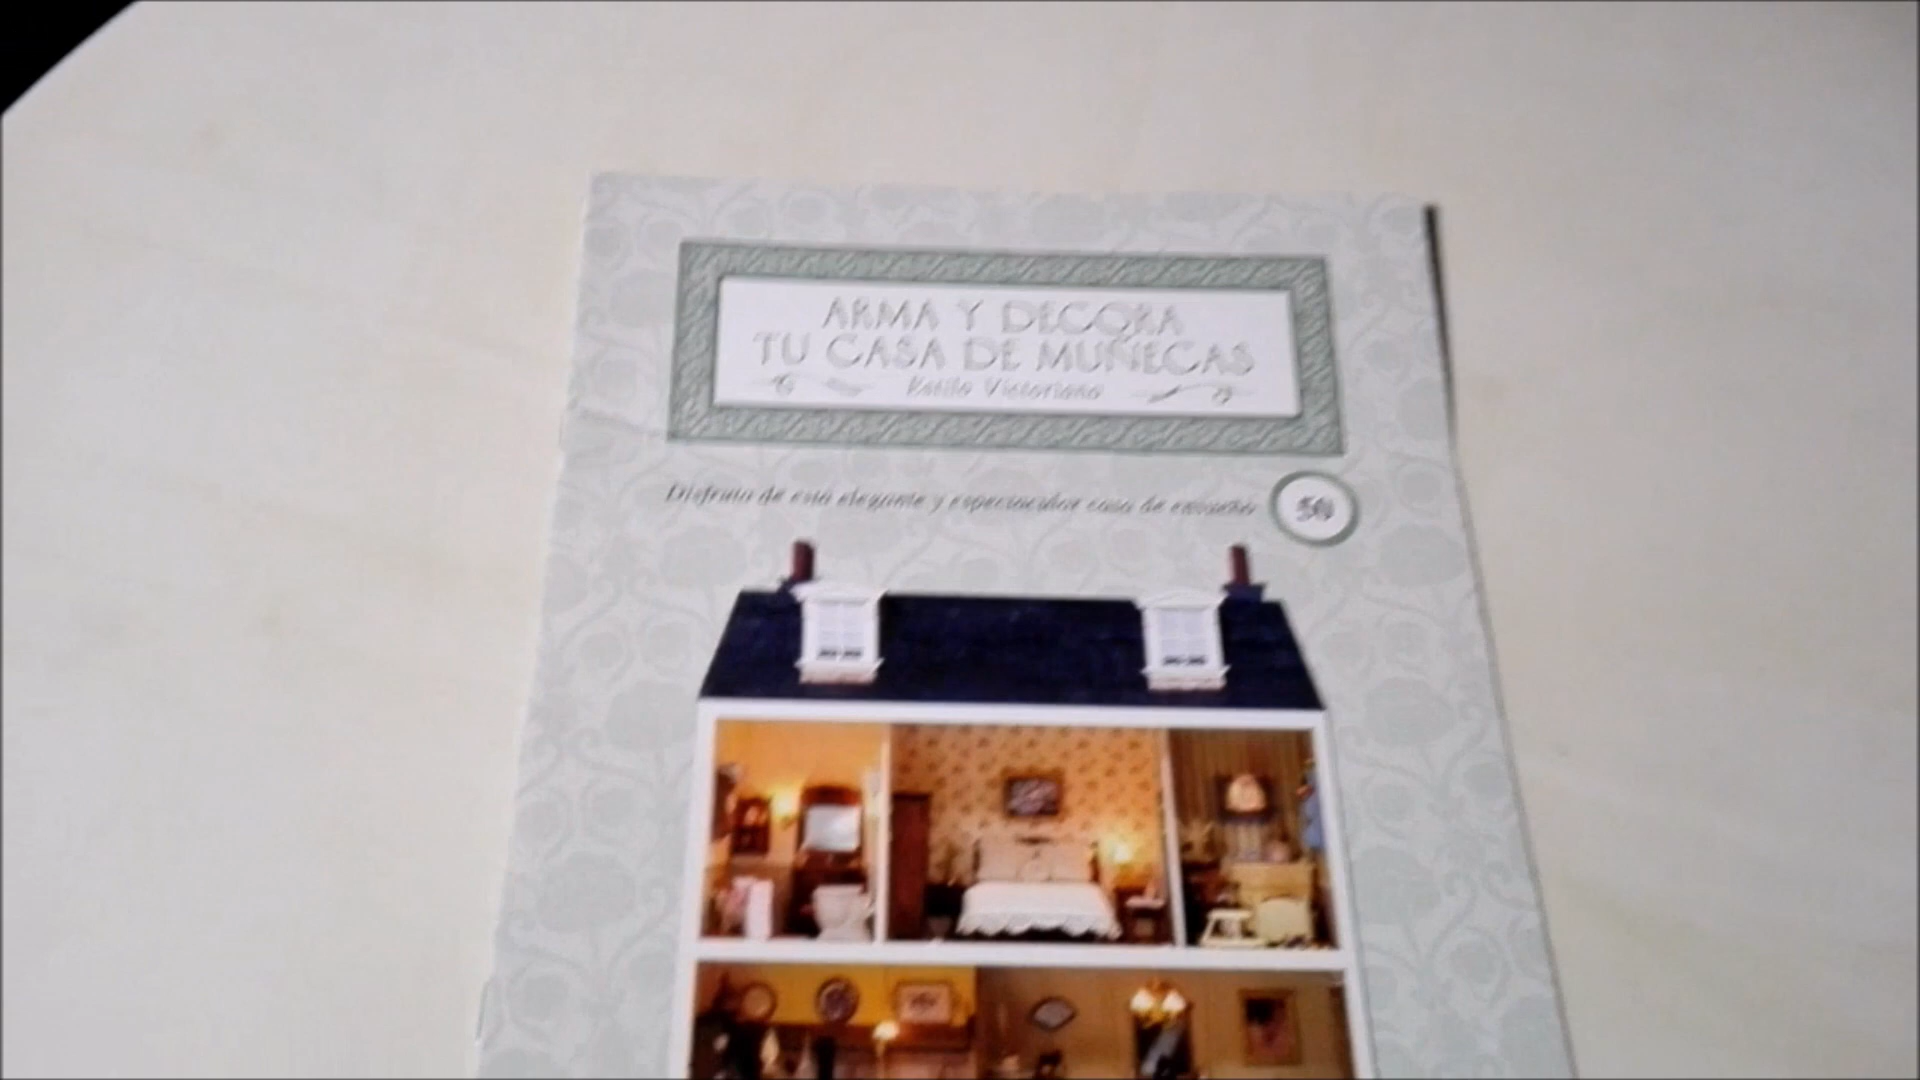 ARMA Y DECORA
TU CASA DE MUÑECAS
Estilo Victoriano
Disfruta de esta elegante y espectacular casa de ensueño
50